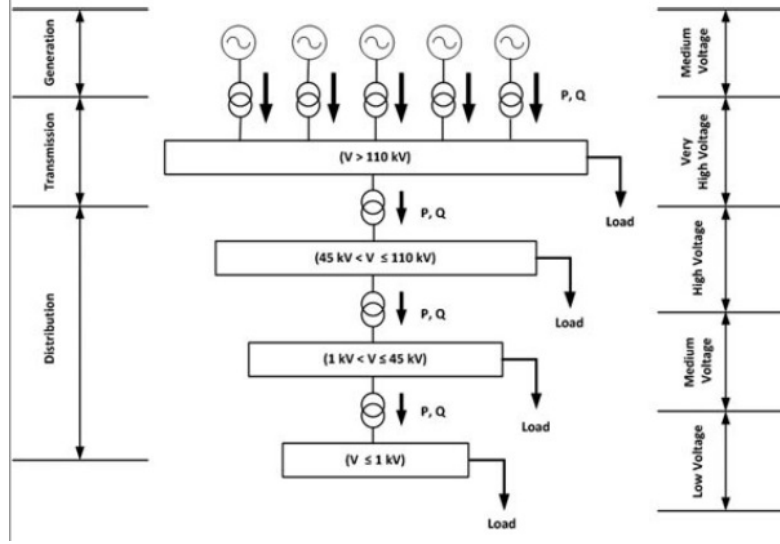 Generation
Medium
Voltage
P, Q
Transmission
(V > 110 kV)
Very
High Voltage
P, Q
Load
Distribution
(45 kV < V ≤ 110 kV)
High Voltage
P, Q
Load
(1 kV < V ≤ 45 kV)
Medium
Voltage
P, Q
Load
(V ≤ 1 kV)
Low Voltage
Load